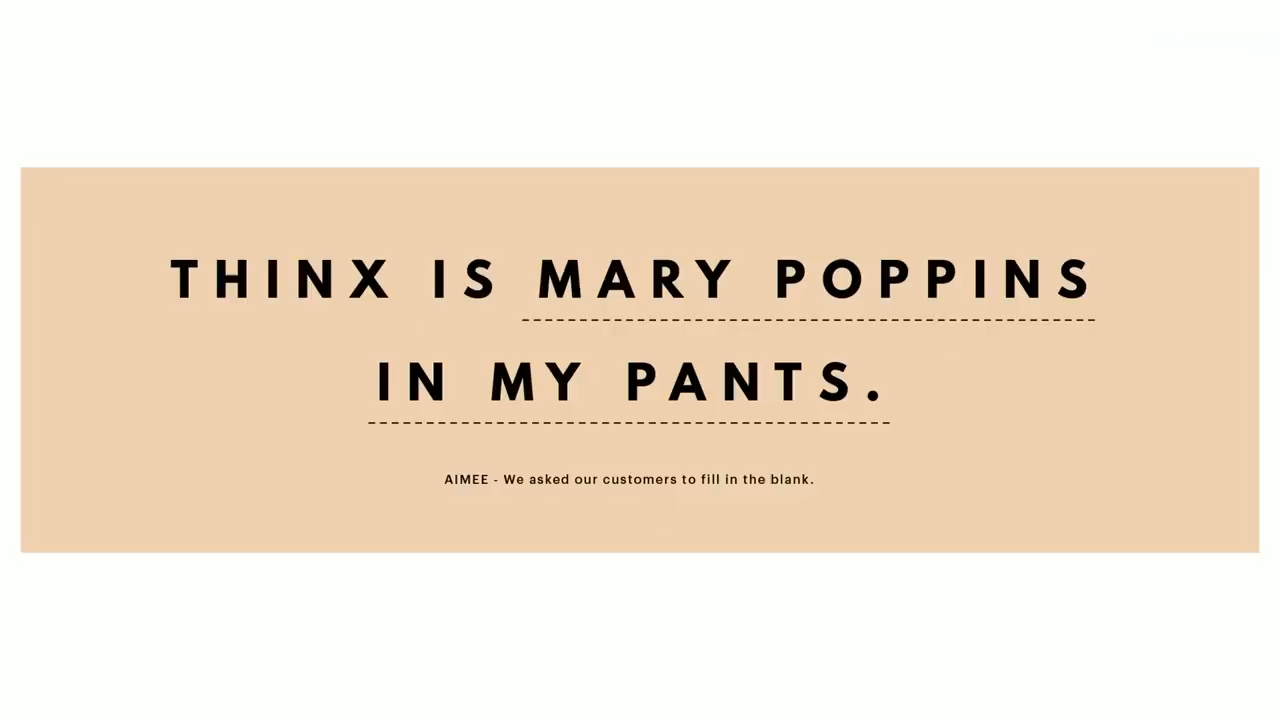 THINX IS MARY POPPINS
IN MY PANTS.
AIMEE - We asked our customers to fill in the blank.